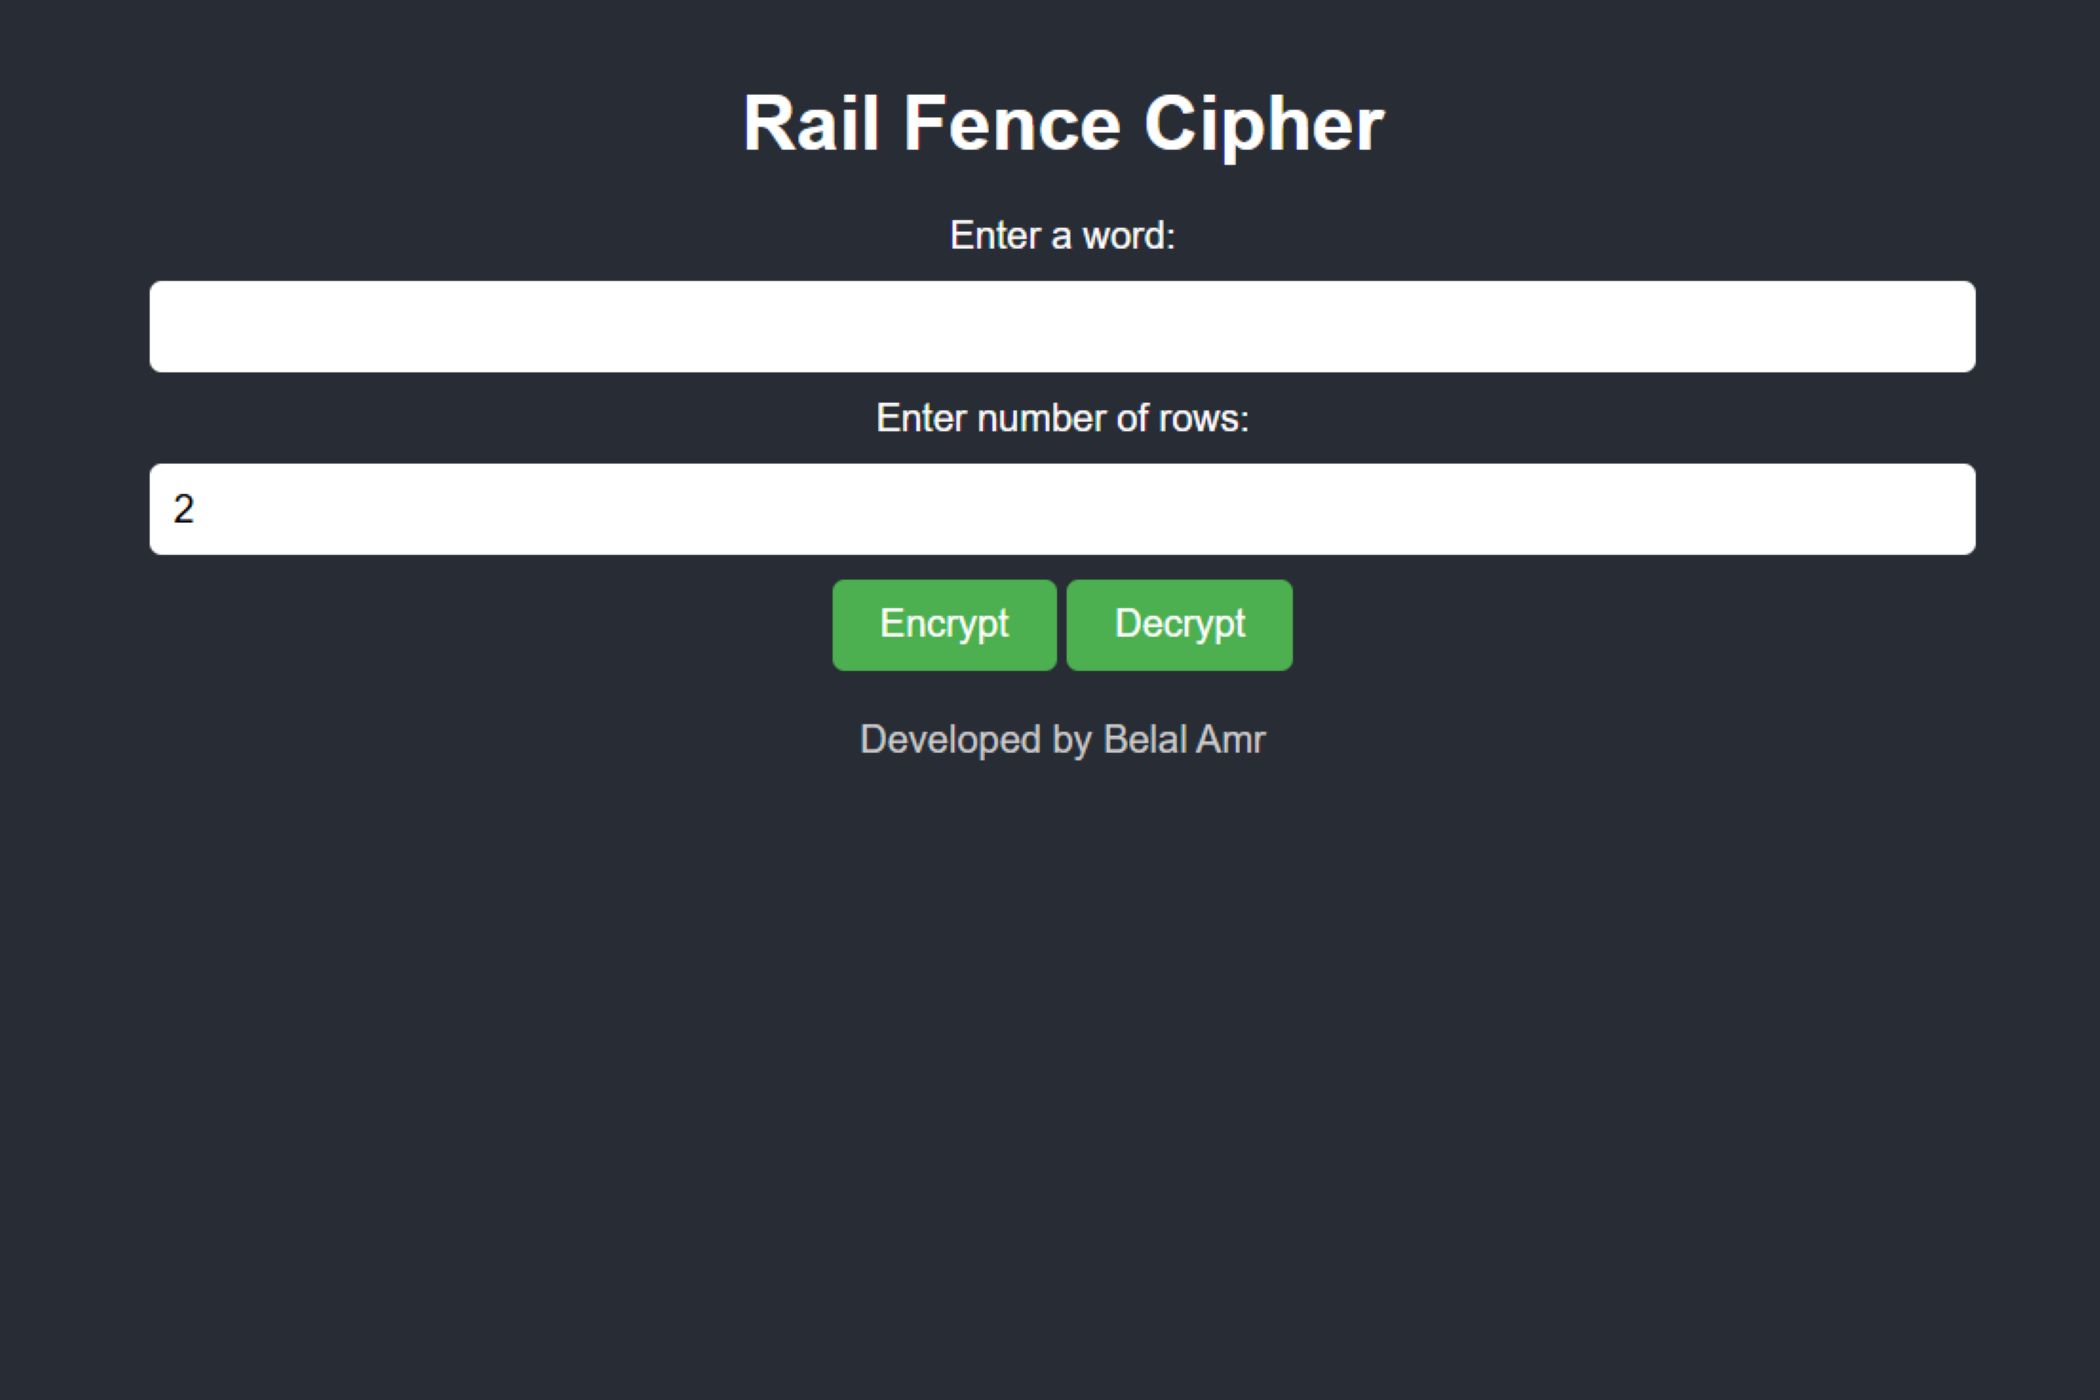 Rail Fence Cipher
Enter a word:
Enter number of rows:
2
Encrypt Decrypt
Developed by Belal Amr